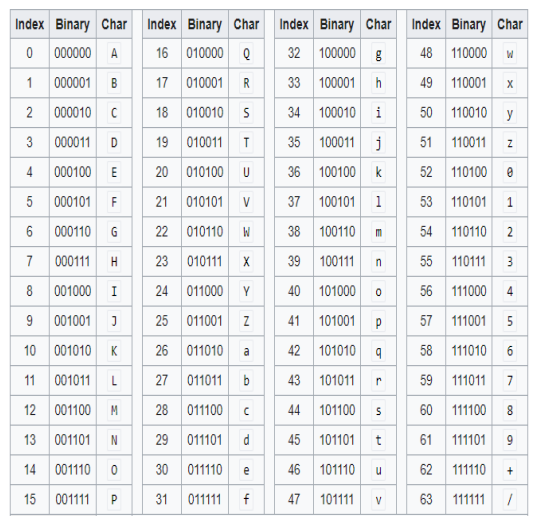 Index Binary Char Index Binary Char Index Binary Char Index Binary Char
0 000000 A 16 010000 Q 32 100000 g 48 110000 w
1 000001 B 17 010001 R 33 100001 h 49 110001 x
2 000010 C 18 010010 S 34 100010 i 50 110010 y
3 000011 D 19 010011 T 35 100011 j 51 110011 z
4 000100 E 20 010100 U 36 100100 k 52 110100 0
5 000101 F 21 010101 V 37 100101 l 53 110101 1
6 000110 G 22 010110 W 38 100110 m 54 110110 2
7 000111 H 23 010111 X 39 100111 n 55 110111 3
8 001000 I 24 011000 Y 40 101000 o 56 111000 4
9 001001 J 25 011001 Z 41 101001 p 57 111001 5
10 001010 K 26 011010 a 42 101010 q 58 111010 6
11 001011 L 27 011011 b 43 101011 r 59 111011 7
12 001100 M 28 011100 c 44 101100 s 60 111100 8
13 001101 N 29 011101 d 45 101101 t 61 111101 9
14 001110 O 30 011110 e 46 101110 u 62 111110 +
15 001111 P 31 011111 f 47 101111 v 63 111111 /